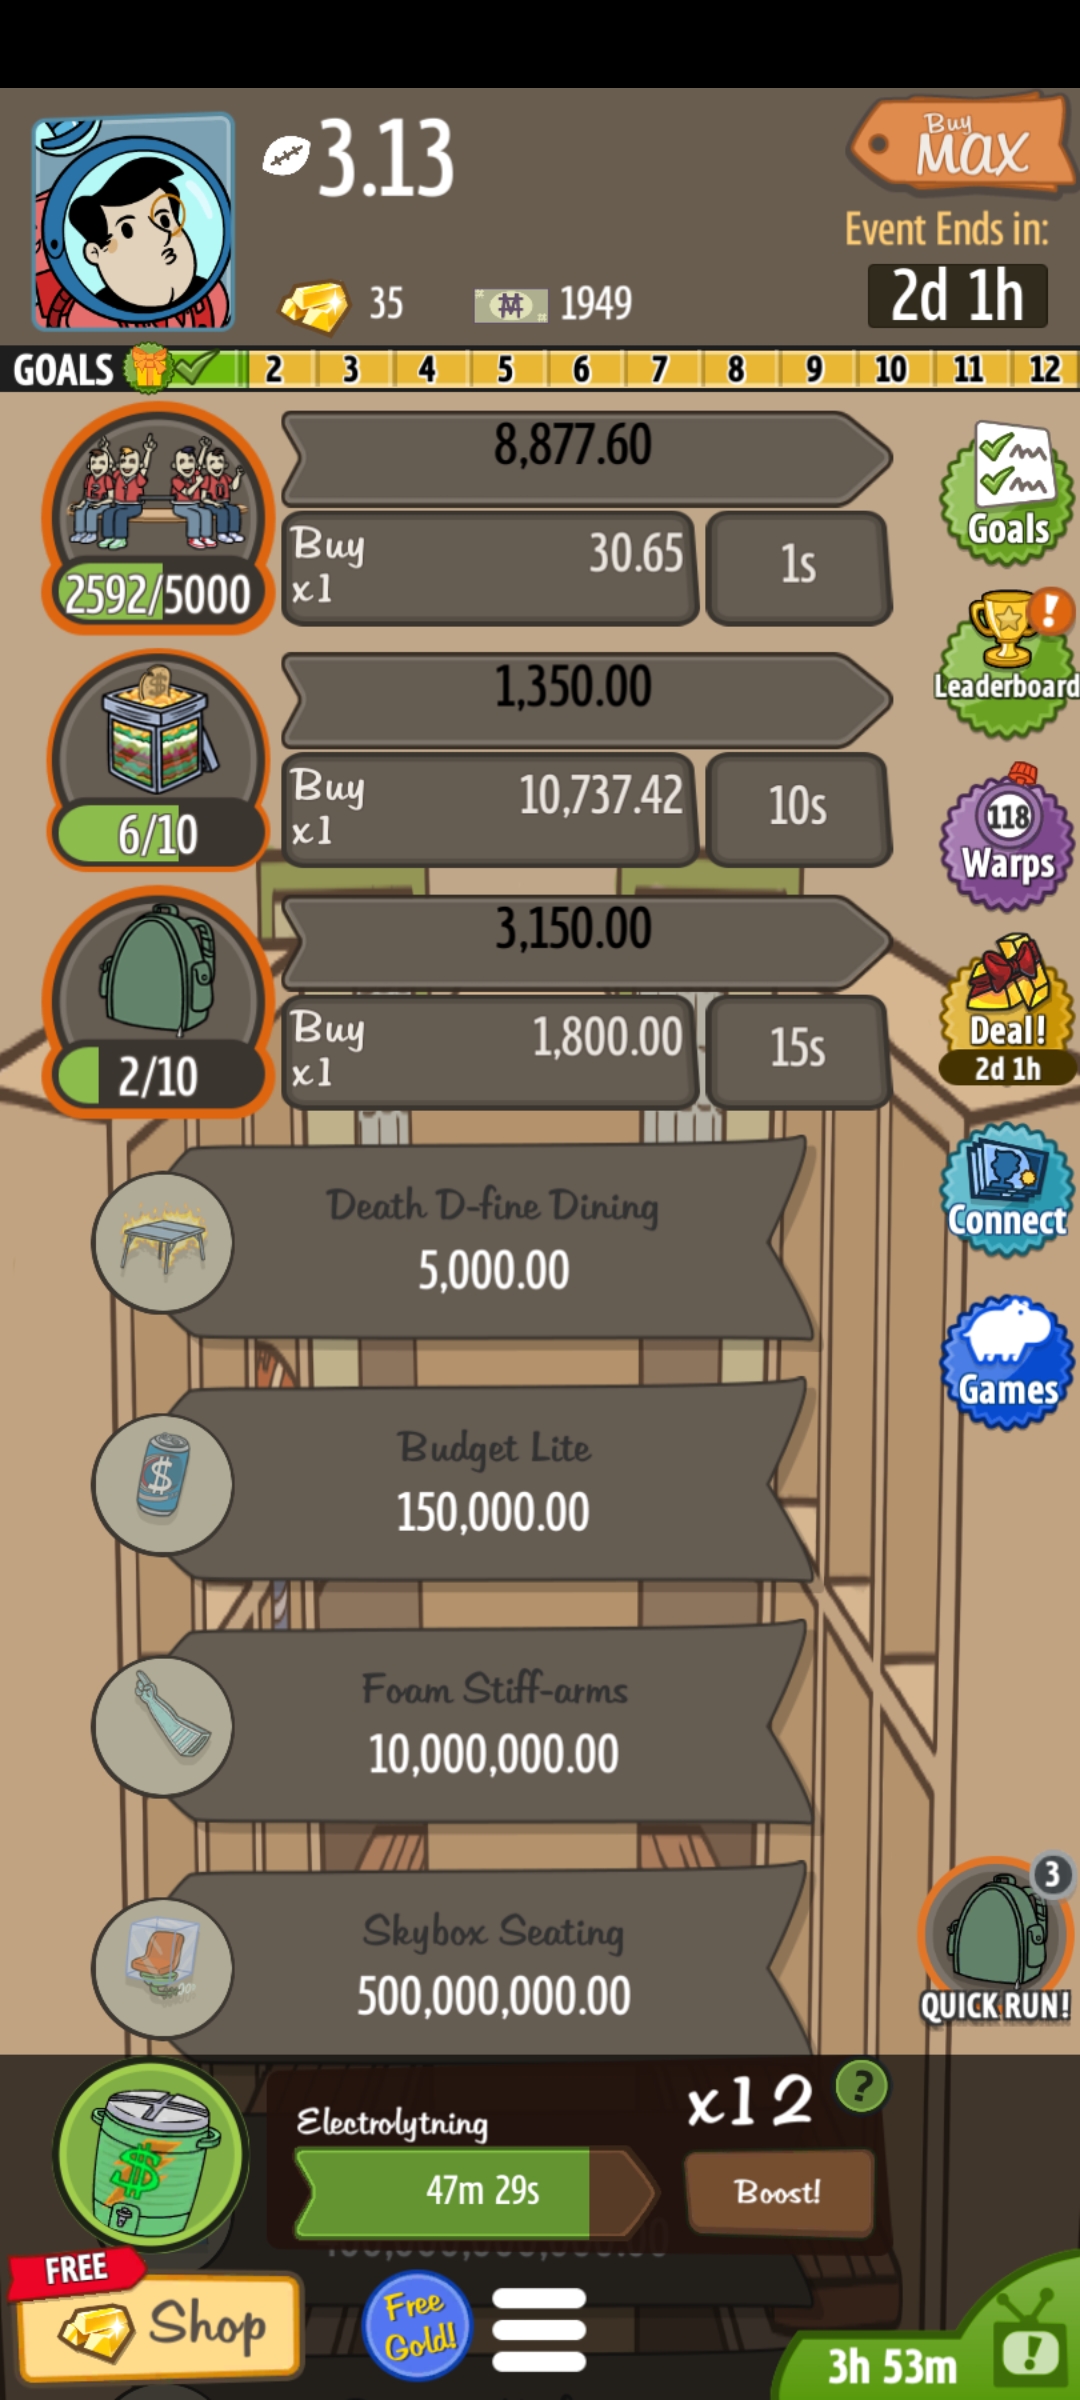 3.13
Buy
Max
Event Ends in:
35
1949
2d 1h
GOALS 2 3 4 5 6 7 8 9 10 11 12
8,877.60
Buy
x1
30.65
1s
2592/5000
Goals
1,350.00
Buy
x1
10,737.42
10s
6/10
!
Leaderboard
118
Warps
3,150.00
Buy
x1
1,800.00
15s
2/10
Deal!
2d 1h
Death D-fine Dining
5,000.00
Connect
Budget Lite
150,000.00
Games
Foam Stiff-arms
10,000,000.00
Skybox Seating
500,000,000.00
3
QUICK RUN!
Electrolytning
47m 29s
x12
?
Boost!
FREE
Shop
Free
Gold!
3h 53m
!